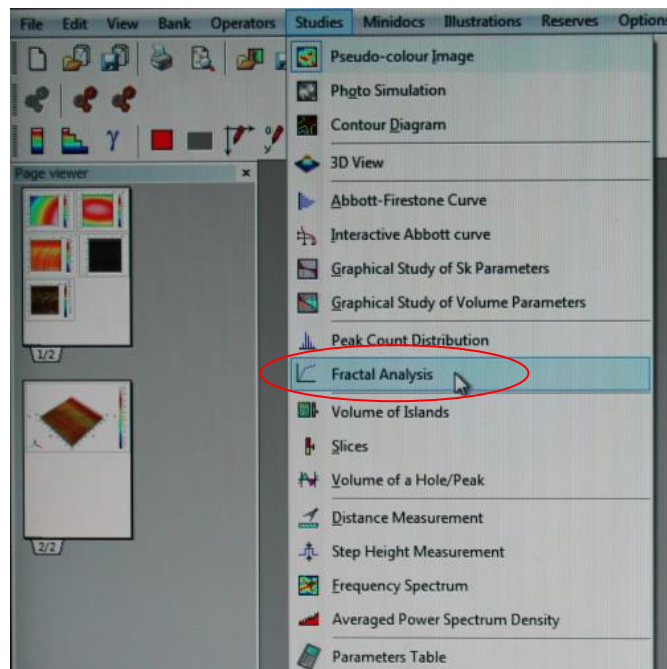 File Edit View Bank Operators Studies Minidocs Illustrations Reserves Options
Pseudo-colour Image
Photo Simulation
Contour Diagram
3D View
Page viewer
Abbott-Firestone Curve
Interactive Abbott curve
Graphical Study of Sk Parameters
Graphical Study of Volume Parameters
Peak Count Distribution
1/2
Fractal Analysis
Volume of Islands
Slices
Volume of a Hole/Peak
Distance Measurement
2/2
Step Height Measurement
Frequency Spectrum
Averaged Power Spectrum Density
Parameters Table